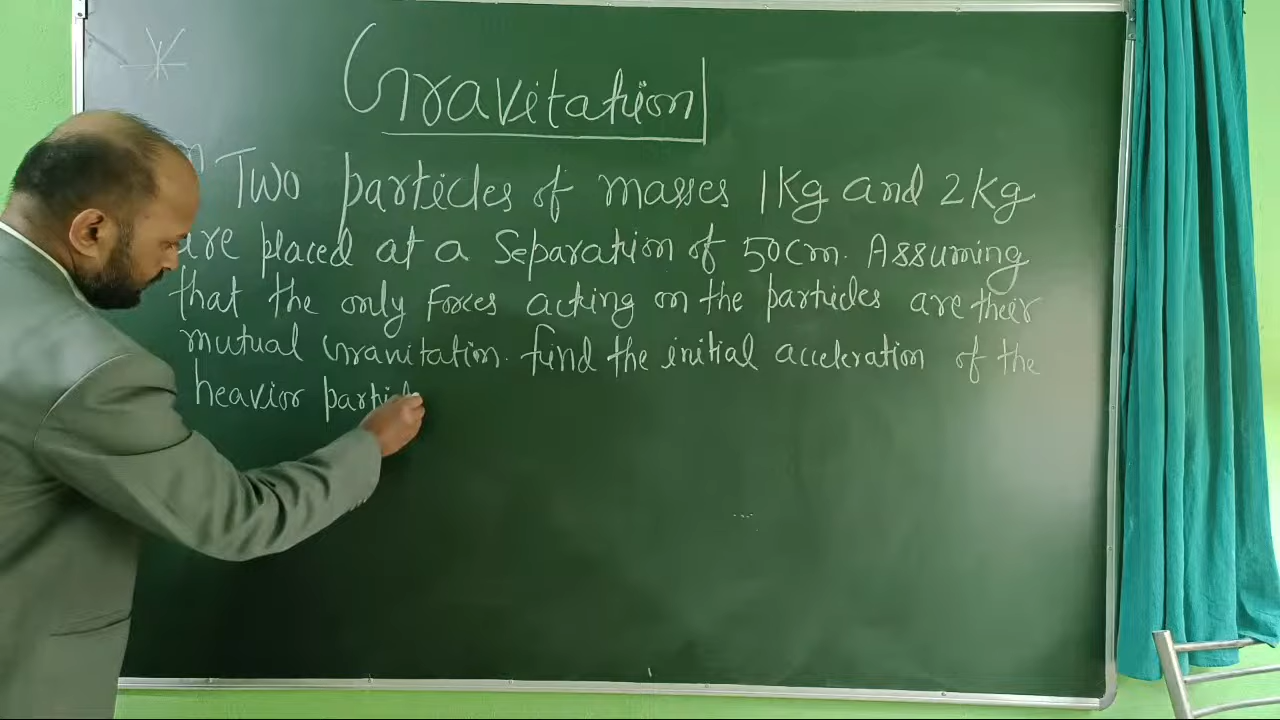 Gravitation
Two particles of masses 1Kg and 2Kg
are placed at a Separation of 50cm. Assuming
that the only Forces acting on the particles are their
mutual Gravitation. find the initial acceleration of the
heavior parti